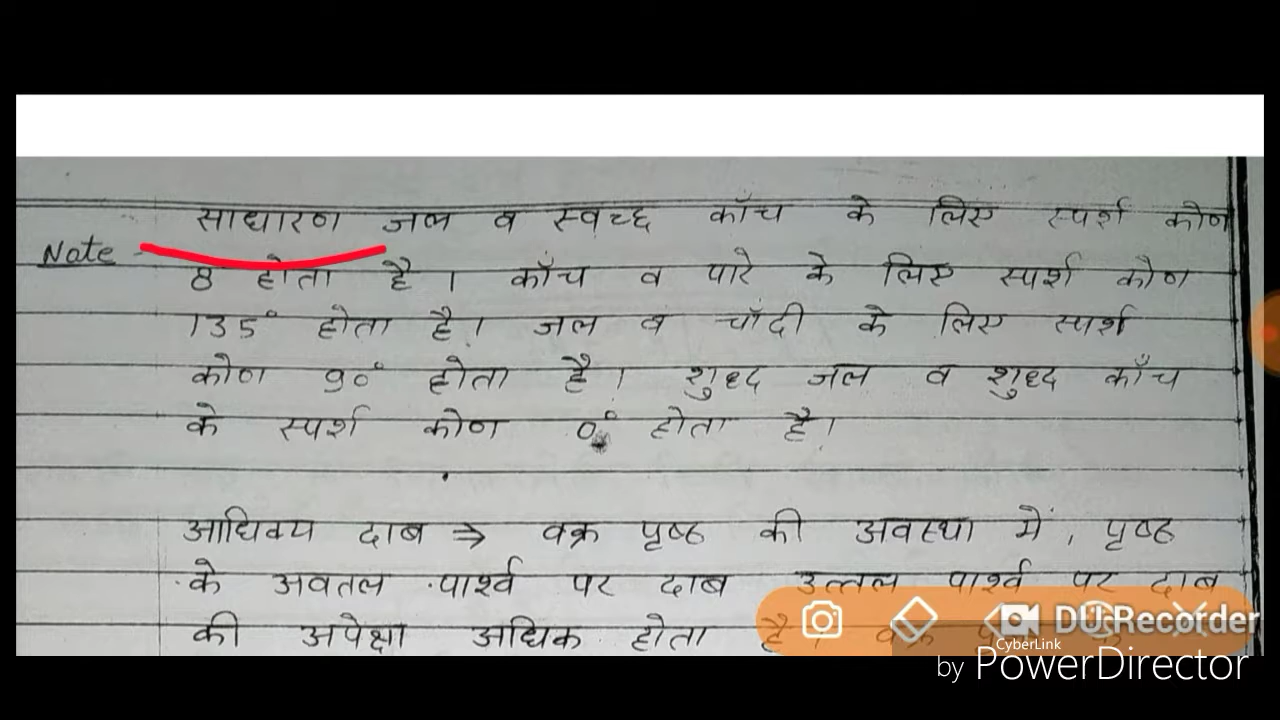 साधारण जल व स्वच्छ काँच के लिए स्पर्श कोण
Note - 8 होता है । काँच व पारे के लिए स्पर्श कोण
135° होता है। जल व चाँदी के लिए स्पर्श
कोण 90° होता है। शुध्द जल व शुध्द काँच
के स्पर्श कोण 0° होता है।
आधिक्य दाब ⇒ वक्र पृष्ठ की अवस्था में, पृष्ठ
के अवतल पार्श्व पर दाब उत्तल पार्श्व पर दाब
की अपेक्षा अधिक होता है। वक्र
DU Recorder
CyberLink
by PowerDirector